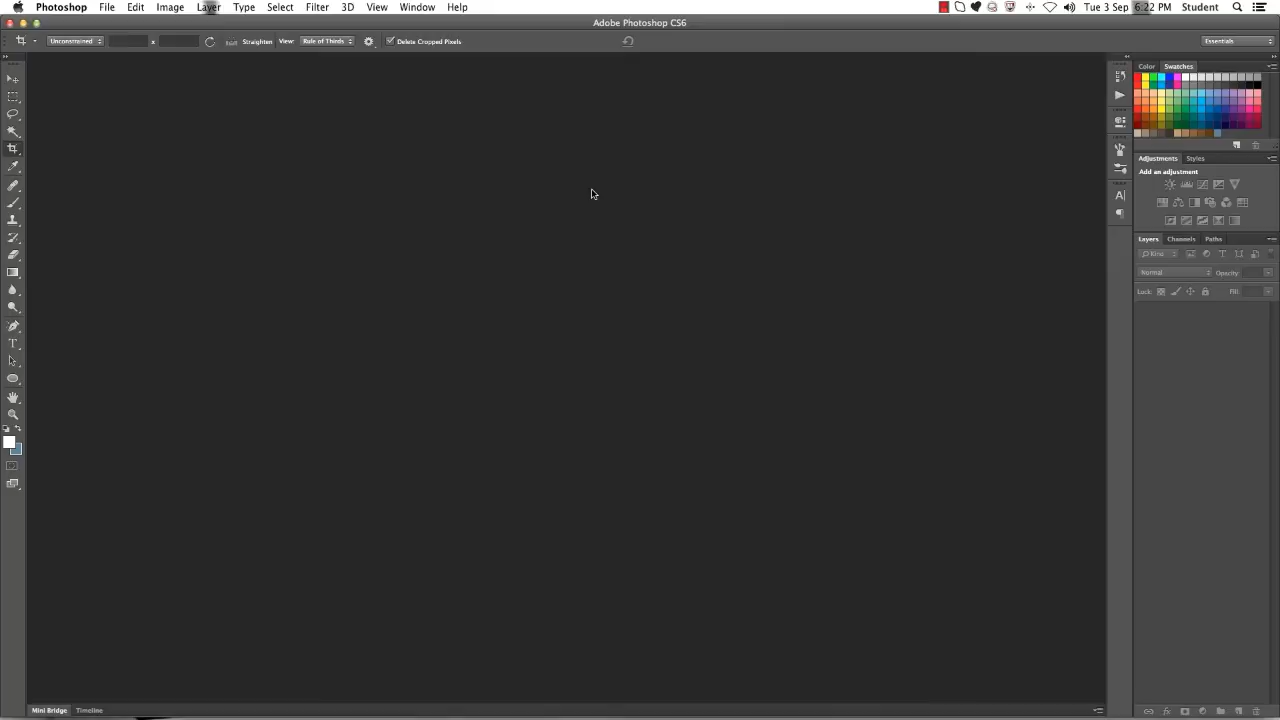 Photoshop File Edit Image Layer Type Select Filter 3D View Window Help Tue 3 Sep 6:22 PM Student
Adobe Photoshop CS6
Unconstrained x Straighten View: Rule of Thirds Delete Cropped Pixels Essentials
Color Swatches
Adjustments Styles
Add an adjustment
Layers Channels Paths
Kind
Normal Opacity:
Lock: Fill:
Mini Bridge Timeline